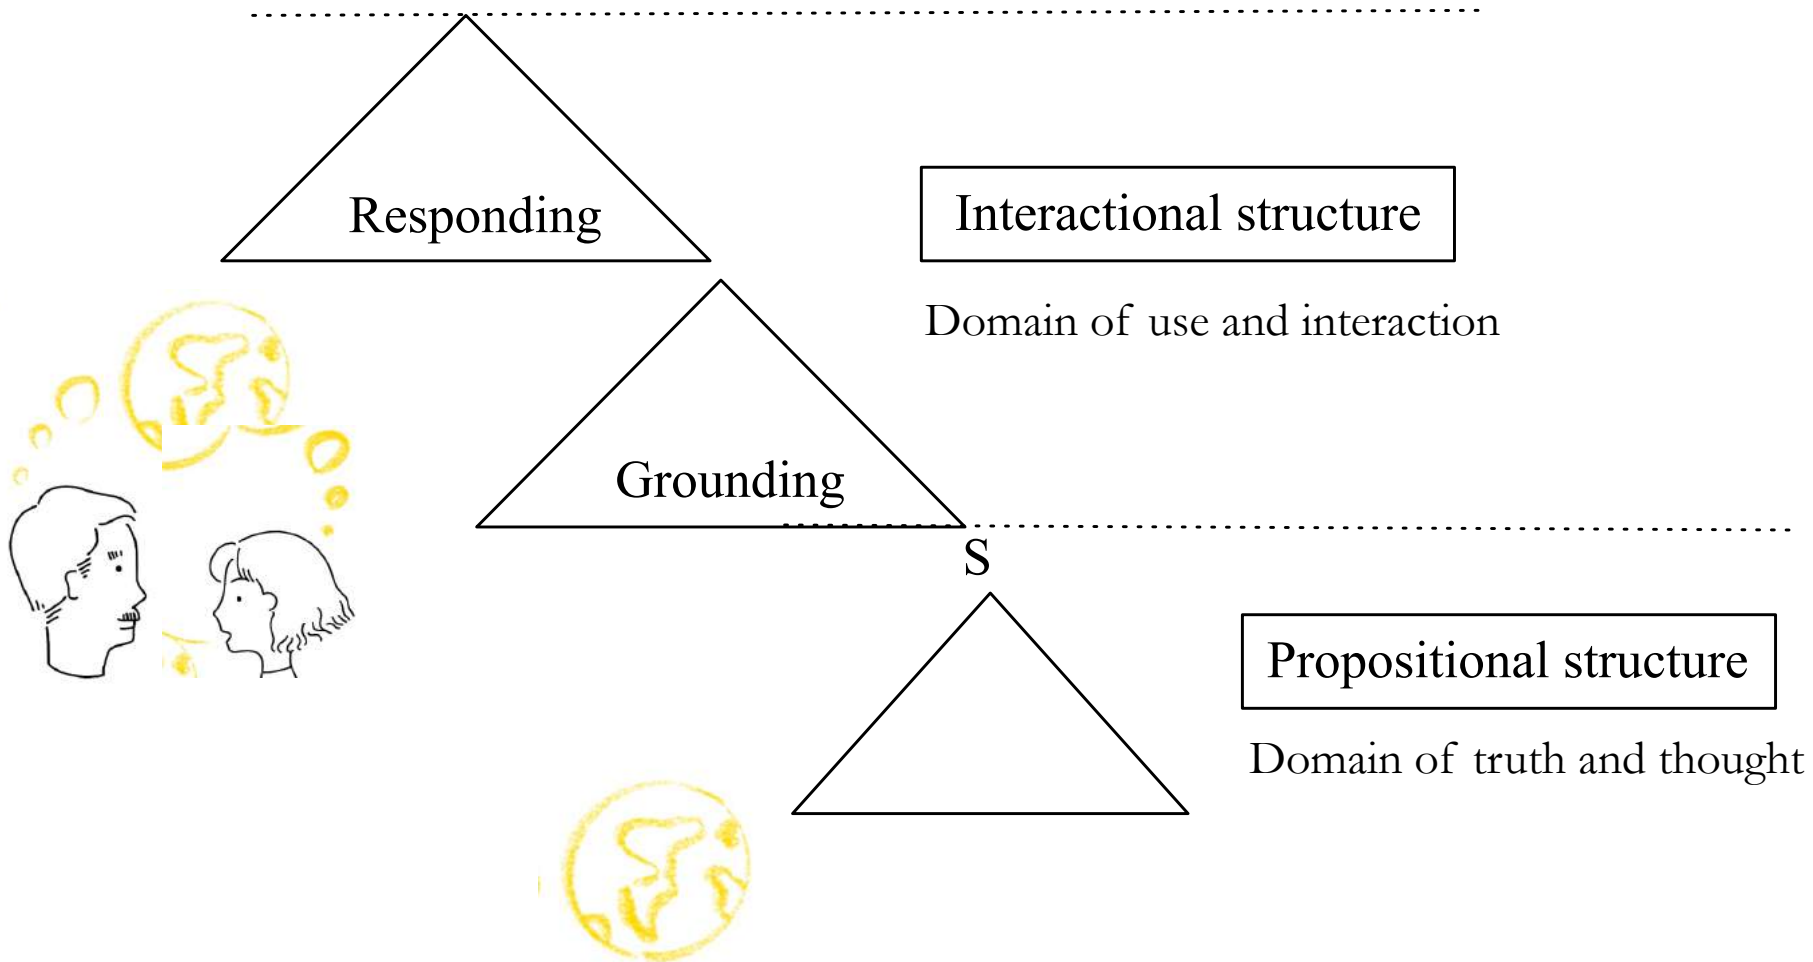 Responding
Interactional structure
Domain of use and interaction
Grounding
S
Propositional structure
Domain of truth and thought